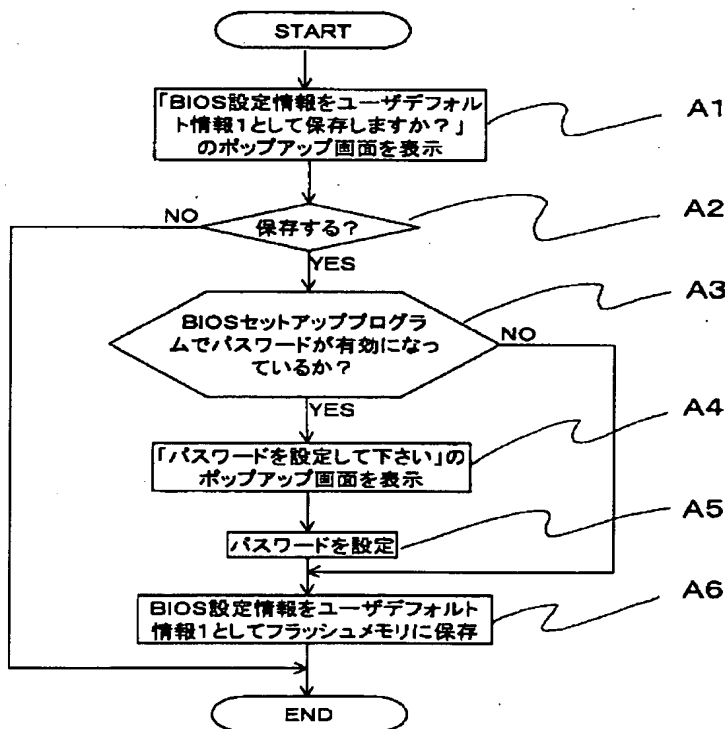 START
「BIOS設定情報をユーザデフォル
ト情報1として保存しますか？」
のポップアップ画面を表示
A1
保存する？
A2
NO
YES
BIOSセットアッププログラ
ムでパスワードが有効になっ
ているか？
A3
NO
YES
「パスワードを設定して下さい」の
ポップアップ画面を表示
A4
パスワードを設定
A5
BIOS設定情報をユーザデフォルト
情報1としてフラッシュメモリに保存
A6
END